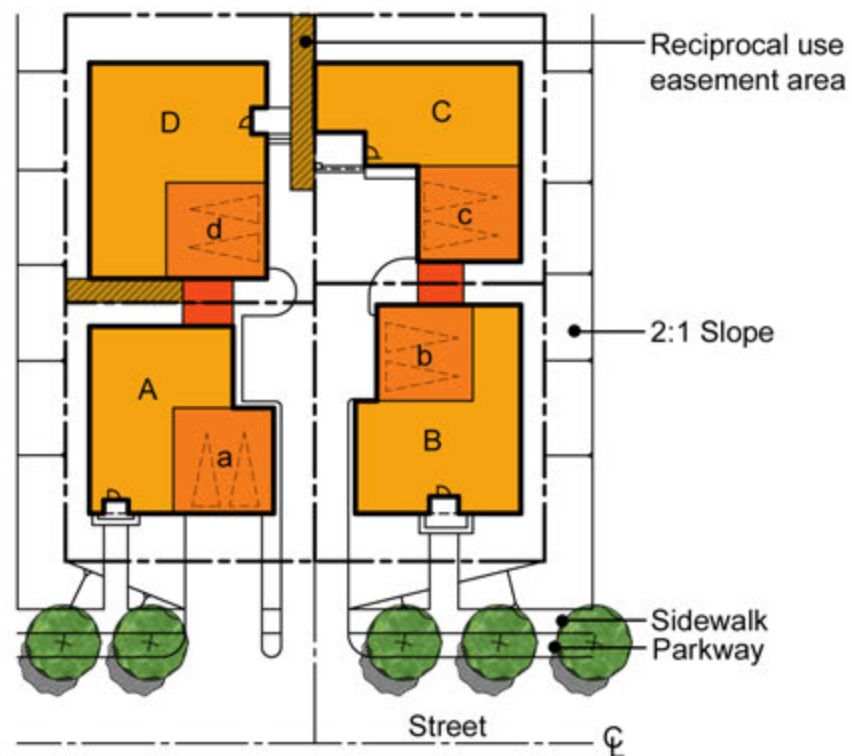 Reciprocal use
easement area
D
C
d
c
2:1 Slope
b
A
B
a
Sidewalk
Parkway
Street
℄